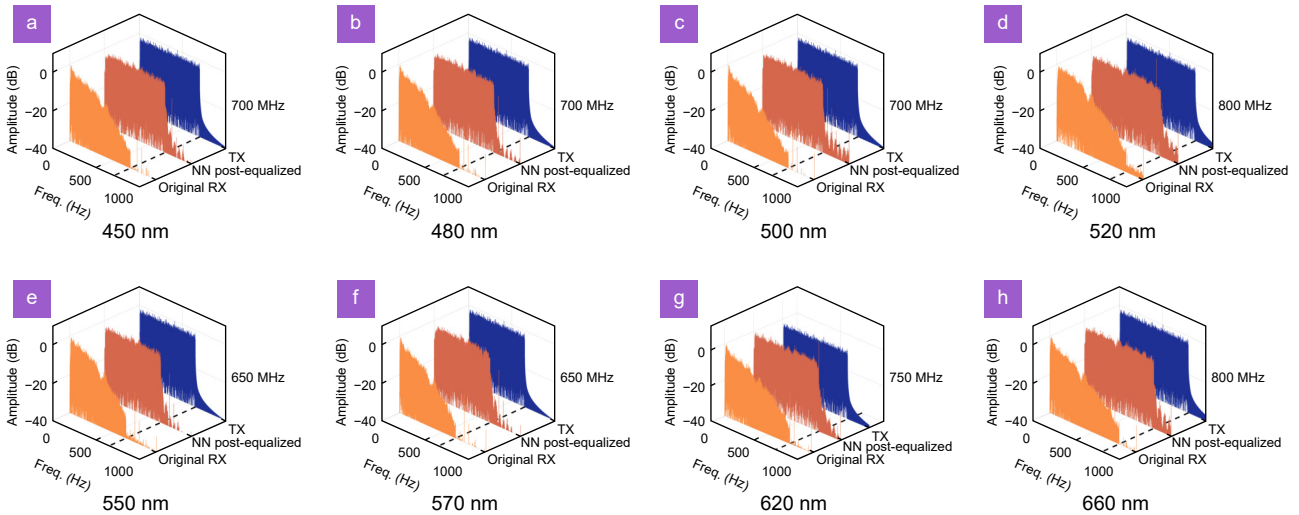 a
Amplitude (dB)
0
−20
−40
0
500
1000
Freq. (Hz)
700 MHz
TX
NN post-equalized
Original RX
450 nm
b
Amplitude (dB)
0
−20
−40
0
500
1000
Freq. (Hz)
700 MHz
TX
NN post-equalized
Original RX
480 nm
c
Amplitude (dB)
0
−20
−40
0
500
1000
Freq. (Hz)
700 MHz
TX
NN post-equalized
Original RX
500 nm
d
Amplitude (dB)
0
−20
−40
0
500
1000
Freq. (Hz)
800 MHz
TX
NN post-equalized
Original RX
520 nm
e
Amplitude (dB)
0
−20
−40
0
500
1000
Freq. (Hz)
650 MHz
TX
NN post-equalized
Original RX
550 nm
f
Amplitude (dB)
0
−20
−40
0
500
1000
Freq. (Hz)
650 MHz
TX
NN post-equalized
Original RX
570 nm
g
Amplitude (dB)
0
−20
−40
0
500
1000
Freq. (Hz)
750 MHz
TX
NN post-equalized
Original RX
620 nm
h
Amplitude (dB)
0
−20
−40
0
500
1000
Freq. (Hz)
800 MHz
TX
NN post-equalized
Original RX
660 nm